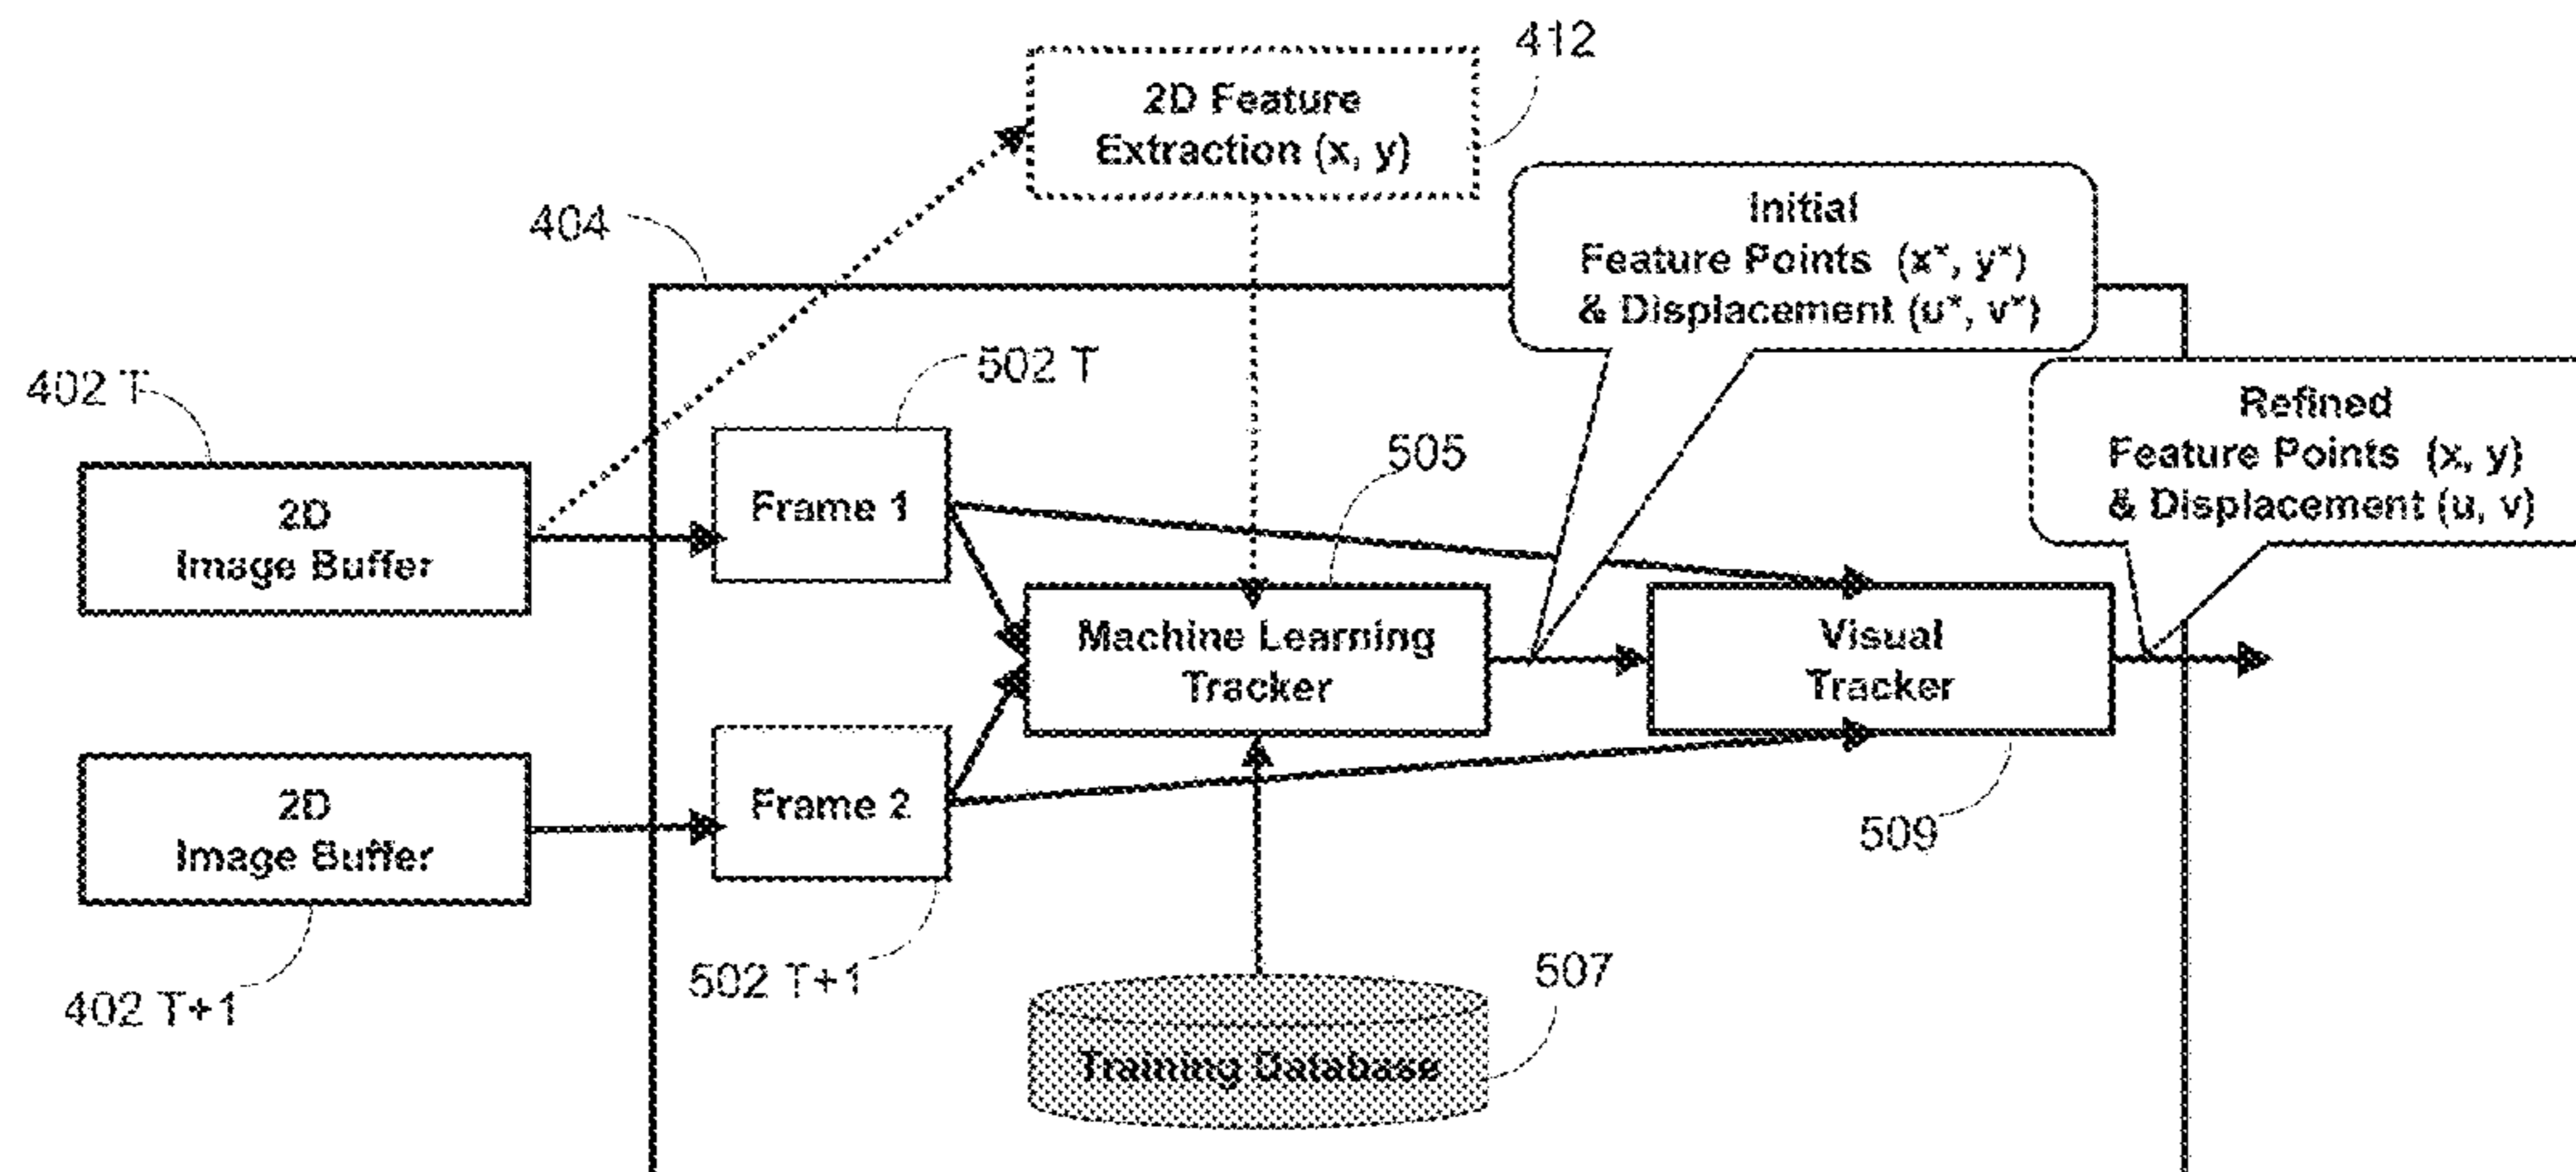 412
2D Feature
Extraction (x, y)
404
Initial
Feature Points (x*, y*)
& Displacement (u*, v*)
402 T
502 T
Refined
Feature Points (x, y)
& Displacement (u, v)
505
2D
Image Buffer
Frame 1
Machine Learning
Tracker
Visual
Tracker
2D
Image Buffer
Frame 2
509
402 T+1
502 T+1
507
Training Database